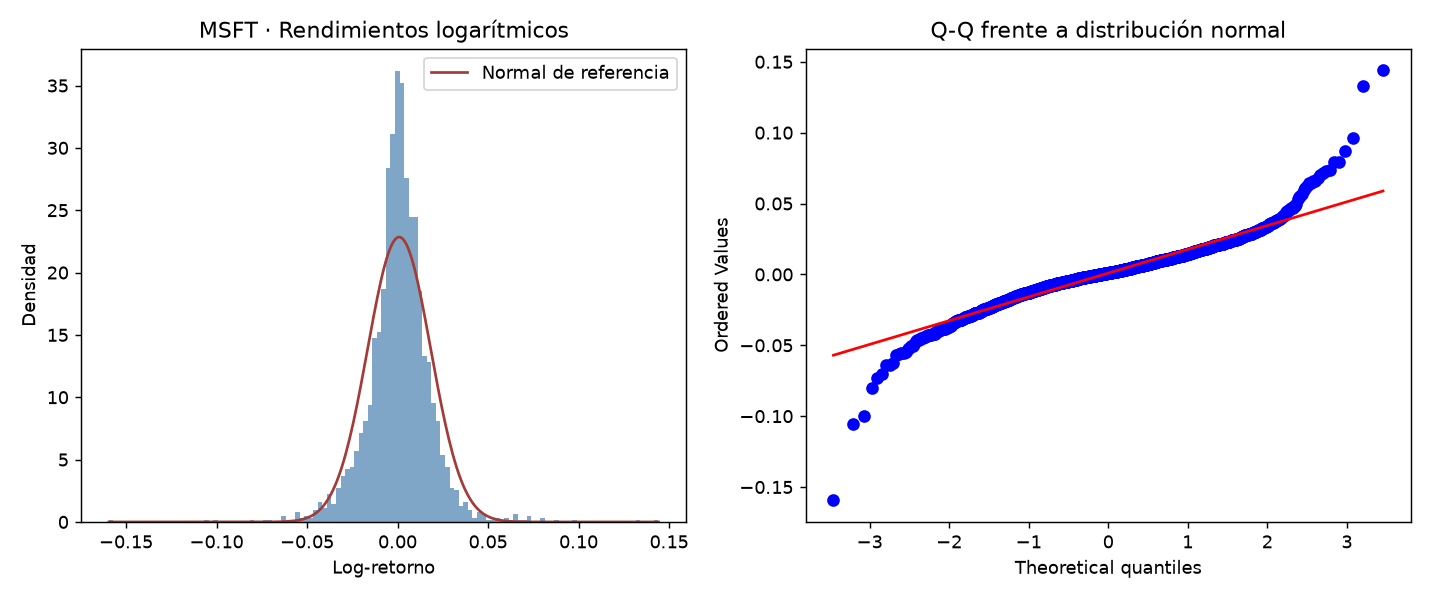 MSFT · Rendimientos logarítmicos
Normal de referencia
Densidad
35
30
25
20
15
10
5
0
−0.15 −0.10 −0.05 0.00 0.05 0.10 0.15
Log-retorno
Q-Q frente a distribución normal
Ordered Values
0.15
0.10
0.05
0.00
−0.05
−0.10
−0.15
−3 −2 −1 0 1 2 3
Theoretical quantiles